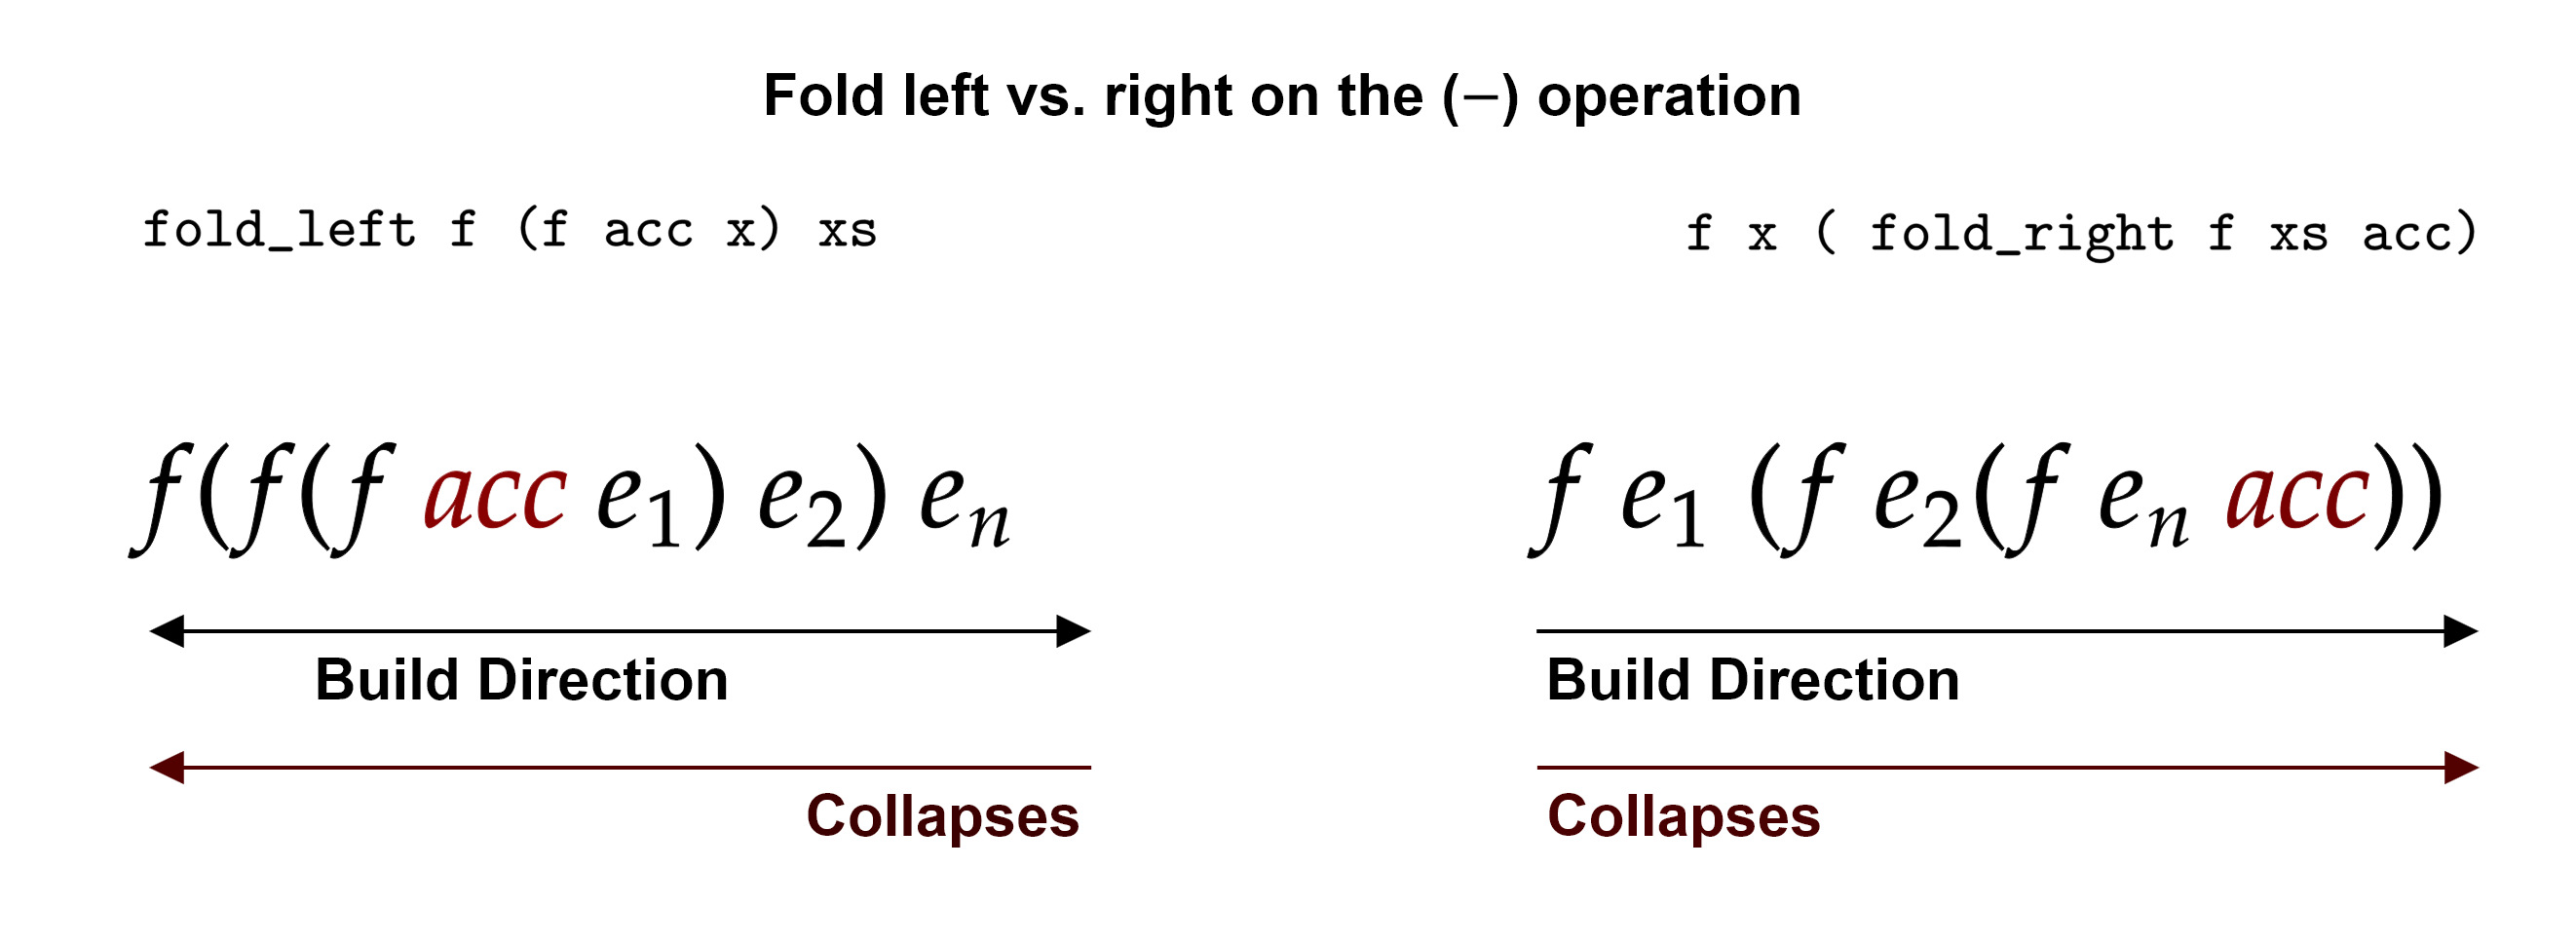 Fold left vs. right on the (−) operation
fold_left f (f acc x) xs
f x ( fold_right f xs acc)
f(f(f acc e₁) e₂) eₙ
f e₁ (f e₂(f eₙ acc))
Build Direction
Build Direction
Collapses
Collapses